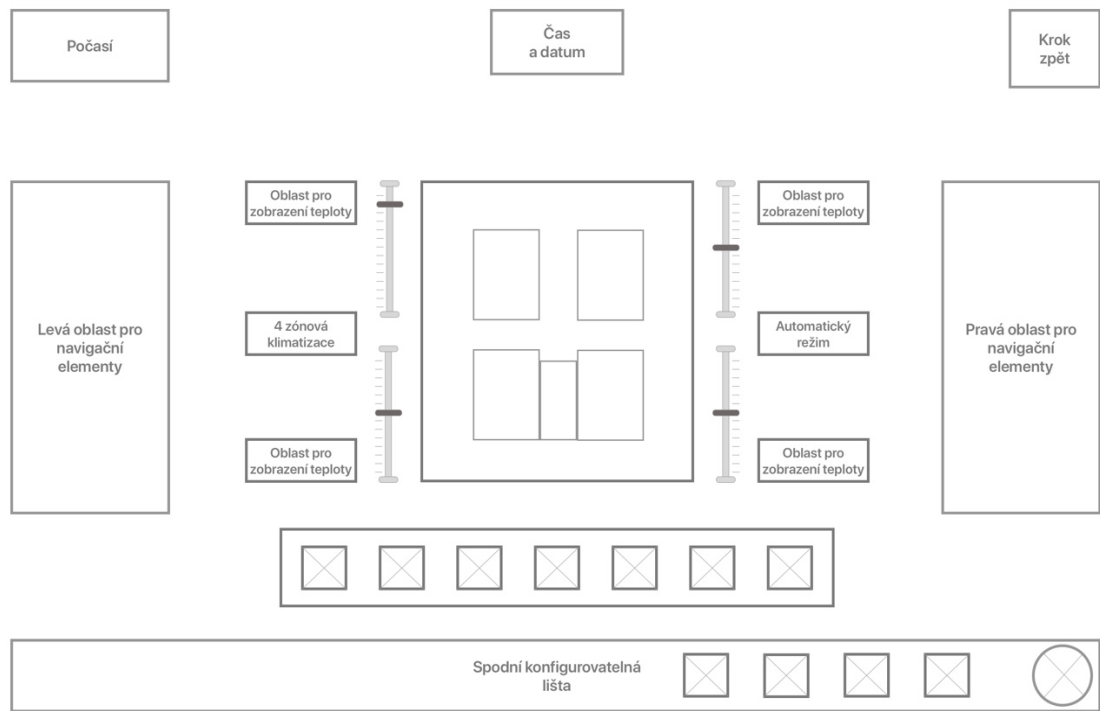 Počasí
Čas
a datum
Krok
zpět
Oblast pro
zobrazení teploty
Oblast pro
zobrazení teploty
Levá oblast pro
navigační
elementy
4 zónová
klimatizace
Automatický
režim
Pravá oblast pro
navigační
elementy
Oblast pro
zobrazení teploty
Oblast pro
zobrazení teploty
Spodní konfigurovatelná
lišta